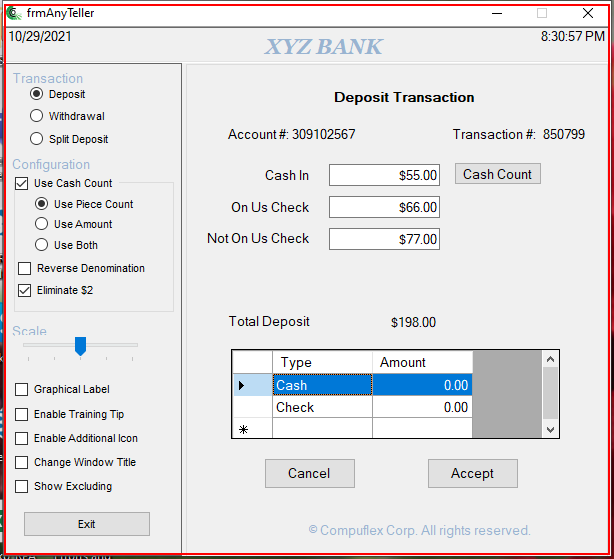 frmAnyTeller
10/29/2021
XYZ BANK
8:30:57 PM
Transaction
Deposit
Withdrawal
Split Deposit
Configuration
Use Cash Count
Use Piece Count
Use Amount
Use Both
Reverse Denomination
Eliminate $2
Scale
Graphical Label
Enable Training Tip
Enable Additional Icon
Change Window Title
Show Excluding
Exit
Deposit Transaction
Account #: 309102567 Transaction #: 850799
Cash In $55.00 Cash Count
On Us Check $66.00
Not On Us Check $77.00
Total Deposit $198.00
Type Amount
Cash 0.00
Check 0.00
Cancel Accept
© Compuflex Corp. All rights reserved.